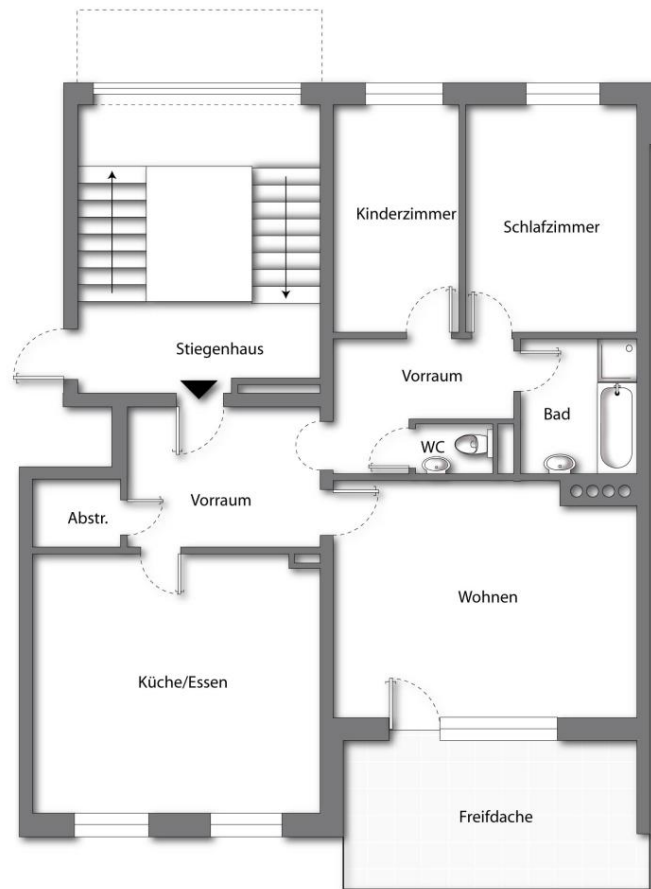 Kinderzimmer
Schlafzimmer
Stiegenhaus
Vorraum
Bad
WC
Abstr.
Vorraum
Wohnen
Küche/Essen
Freifdache